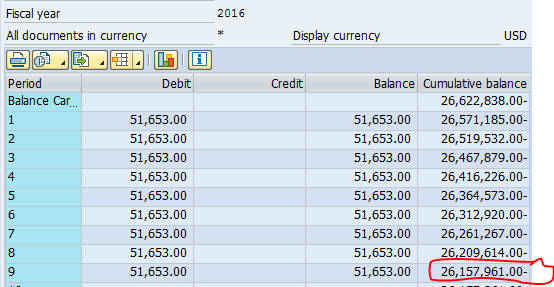 Fiscal year 2016
All documents in currency * Display currency USD
Period Debit Credit Balance Cumulative balance
Balance Car... 26,622,838.00-
1 51,653.00 51,653.00 26,571,185.00-
2 51,653.00 51,653.00 26,519,532.00-
3 51,653.00 51,653.00 26,467,879.00-
4 51,653.00 51,653.00 26,416,226.00-
5 51,653.00 51,653.00 26,364,573.00-
6 51,653.00 51,653.00 26,312,920.00-
7 51,653.00 51,653.00 26,261,267.00-
8 51,653.00 51,653.00 26,209,614.00-
9 51,653.00 51,653.00 26,157,961.00-